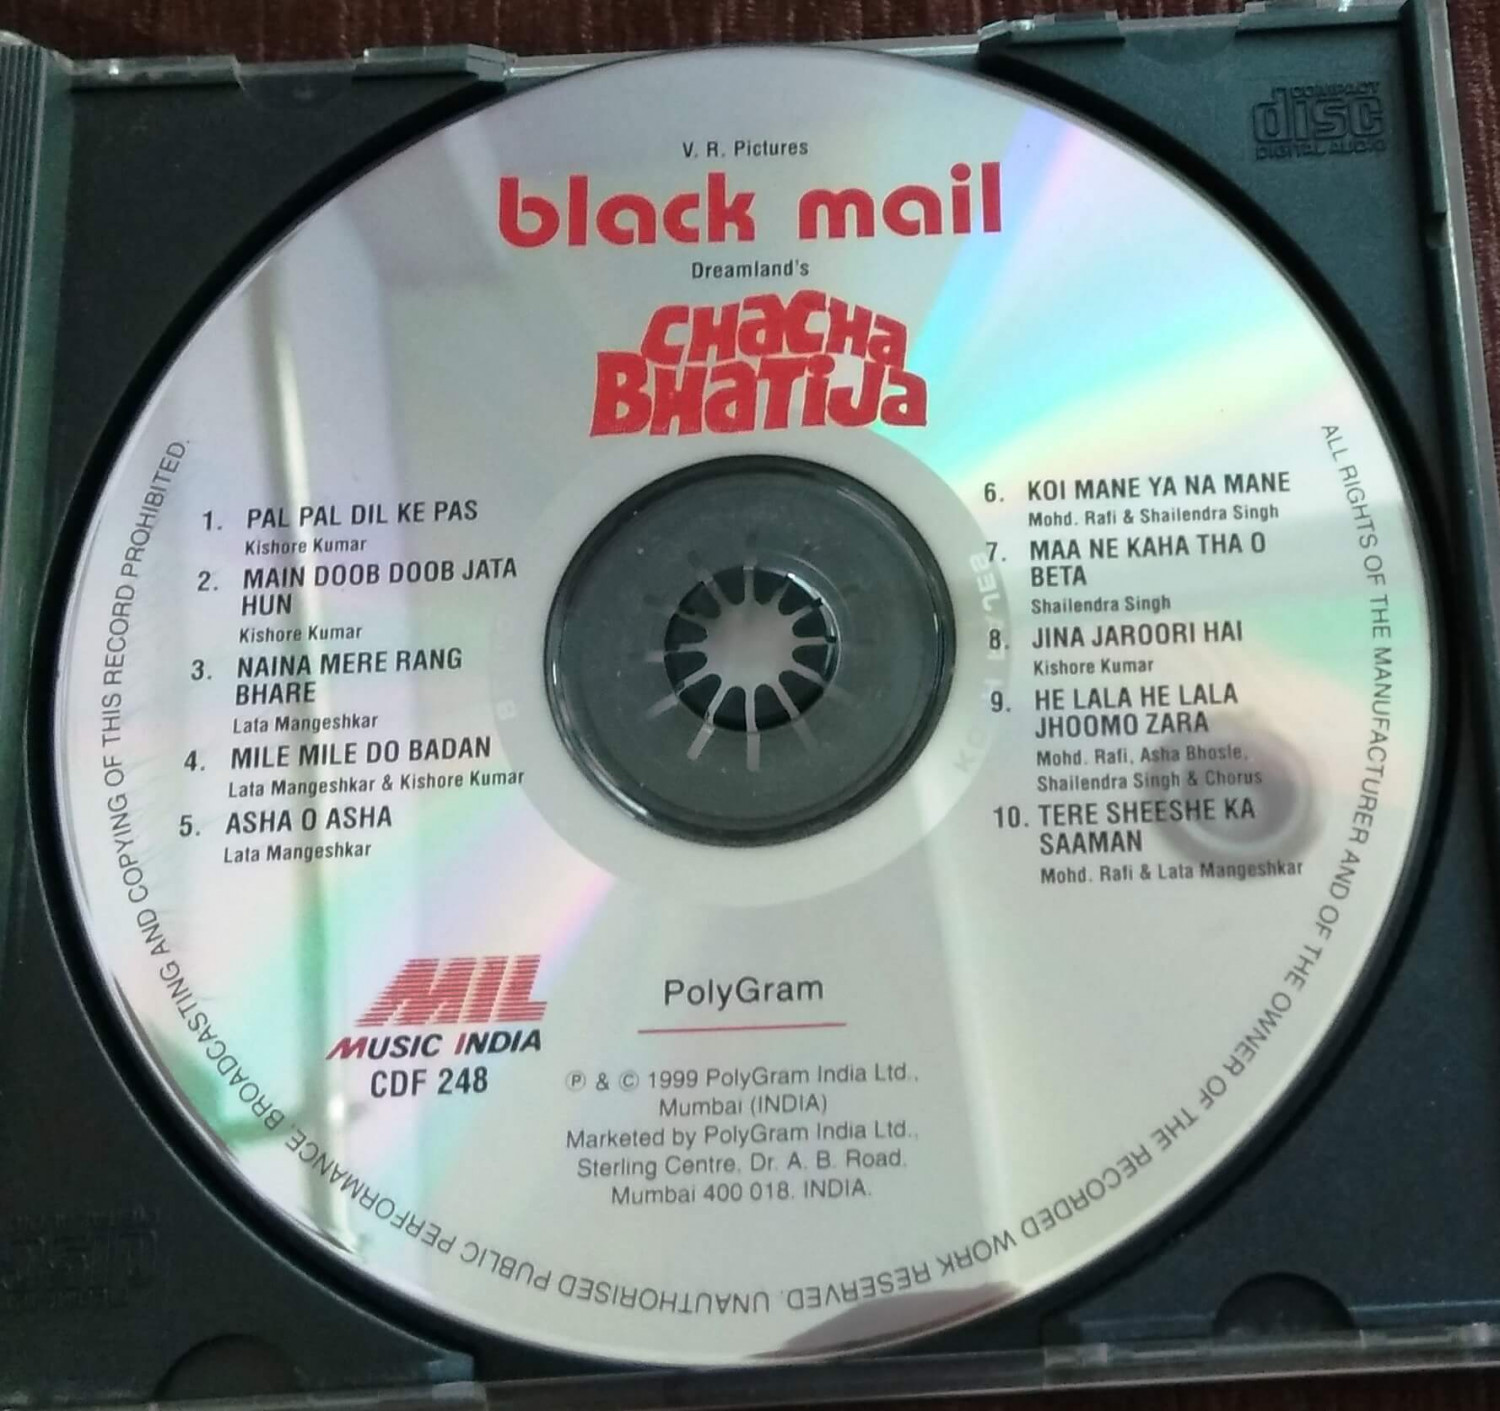 COMPACT
disc
DIGITAL AUDIO
V. R. Pictures
black mail
Dreamland's
CHACHA
BHATIJA
1. PAL PAL DIL KE PAS
Kishore Kumar
2. MAIN DOOB DOOB JATA
HUN
Kishore Kumar
3. NAINA MERE RANG
BHARE
Lata Mangeshkar
4. MILE MILE DO BADAN
Lata Mangeshkar & Kishore Kumar
5. ASHA O ASHA
Lata Mangeshkar
6. KOI MANE YA NA MANE
Mohd. Rafi & Shailendra Singh
7. MAA NE KAHA THA O
BETA
Shailendra Singh
8. JINA JAROORI HAI
Kishore Kumar
9. HE LALA HE LALA
JHOOMO ZARA
Mohd. Rafi, Asha Bhosle,
Shailendra Singh & Chorus
10. TERE SHEESHE KA
SAAMAN
Mohd. Rafi & Lata Mangeshkar
MIL
MUSIC INDIA
CDF 248
PolyGram
℗ & © 1999 PolyGram India Ltd.,
Mumbai (INDIA)
Marketed by PolyGram India Ltd.,
Sterling Centre, Dr. A. B. Road,
Mumbai 400 018. INDIA.
ALL RIGHTS OF THE MANUFACTURER AND OF THE OWNER OF THE RECORDED WORK RESERVED. UNAUTHORISED PUBLIC PERFORMANCE, BROADCASTING AND COPYING OF THIS RECORD PROHIBITED.